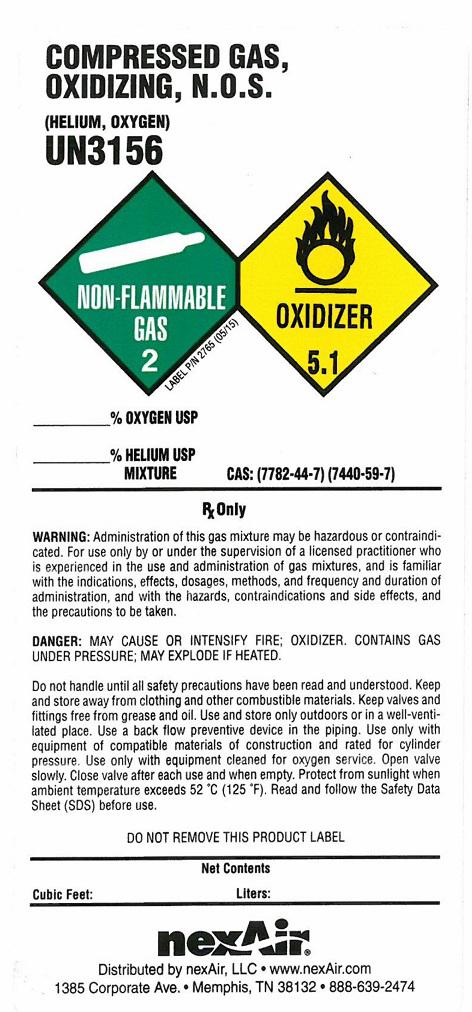 COMPRESSED GAS,
OXIDIZING, N.O.S.
(HELIUM, OXYGEN)
UN3156
NON-FLAMMABLE
GAS
2
LABEL P/N 2765 (05/15)
OXIDIZER
5.1
__________% OXYGEN USP
__________% HELIUM USP
MIXTURE CAS: (7782-44-7) (7440-59-7)
℞ Only
WARNING: Administration of this gas mixture may be hazardous or contraindi-
cated. For use only by or under the supervision of a licensed practitioner who
is experienced in the use and administration of gas mixtures, and is familiar
with the indications, effects, dosages, methods, and frequency and duration of
administration, and with the hazards, contraindications and side effects, and
the precautions to be taken.
DANGER: MAY CAUSE OR INTENSIFY FIRE; OXIDIZER. CONTAINS GAS
UNDER PRESSURE; MAY EXPLODE IF HEATED.
Do not handle until all safety precautions have been read and understood. Keep
and store away from clothing and other combustible materials. Keep valves and
fittings free from grease and oil. Use and store only outdoors or in a well-venti-
lated place. Use a back flow preventive device in the piping. Use only with
equipment of compatible materials of construction and rated for cylinder
pressure. Use only with equipment cleaned for oxygen service. Open valve
slowly. Close valve after each use and when empty. Protect from sunlight when
ambient temperature exceeds 52 ˚C (125 ˚F). Read and follow the Safety Data
Sheet (SDS) before use.
DO NOT REMOVE THIS PRODUCT LABEL
Net Contents
Cubic Feet: Liters:
nexAir®
Distributed by nexAir, LLC • www.nexAir.com
1385 Corporate Ave. • Memphis, TN 38132 • 888-639-2474